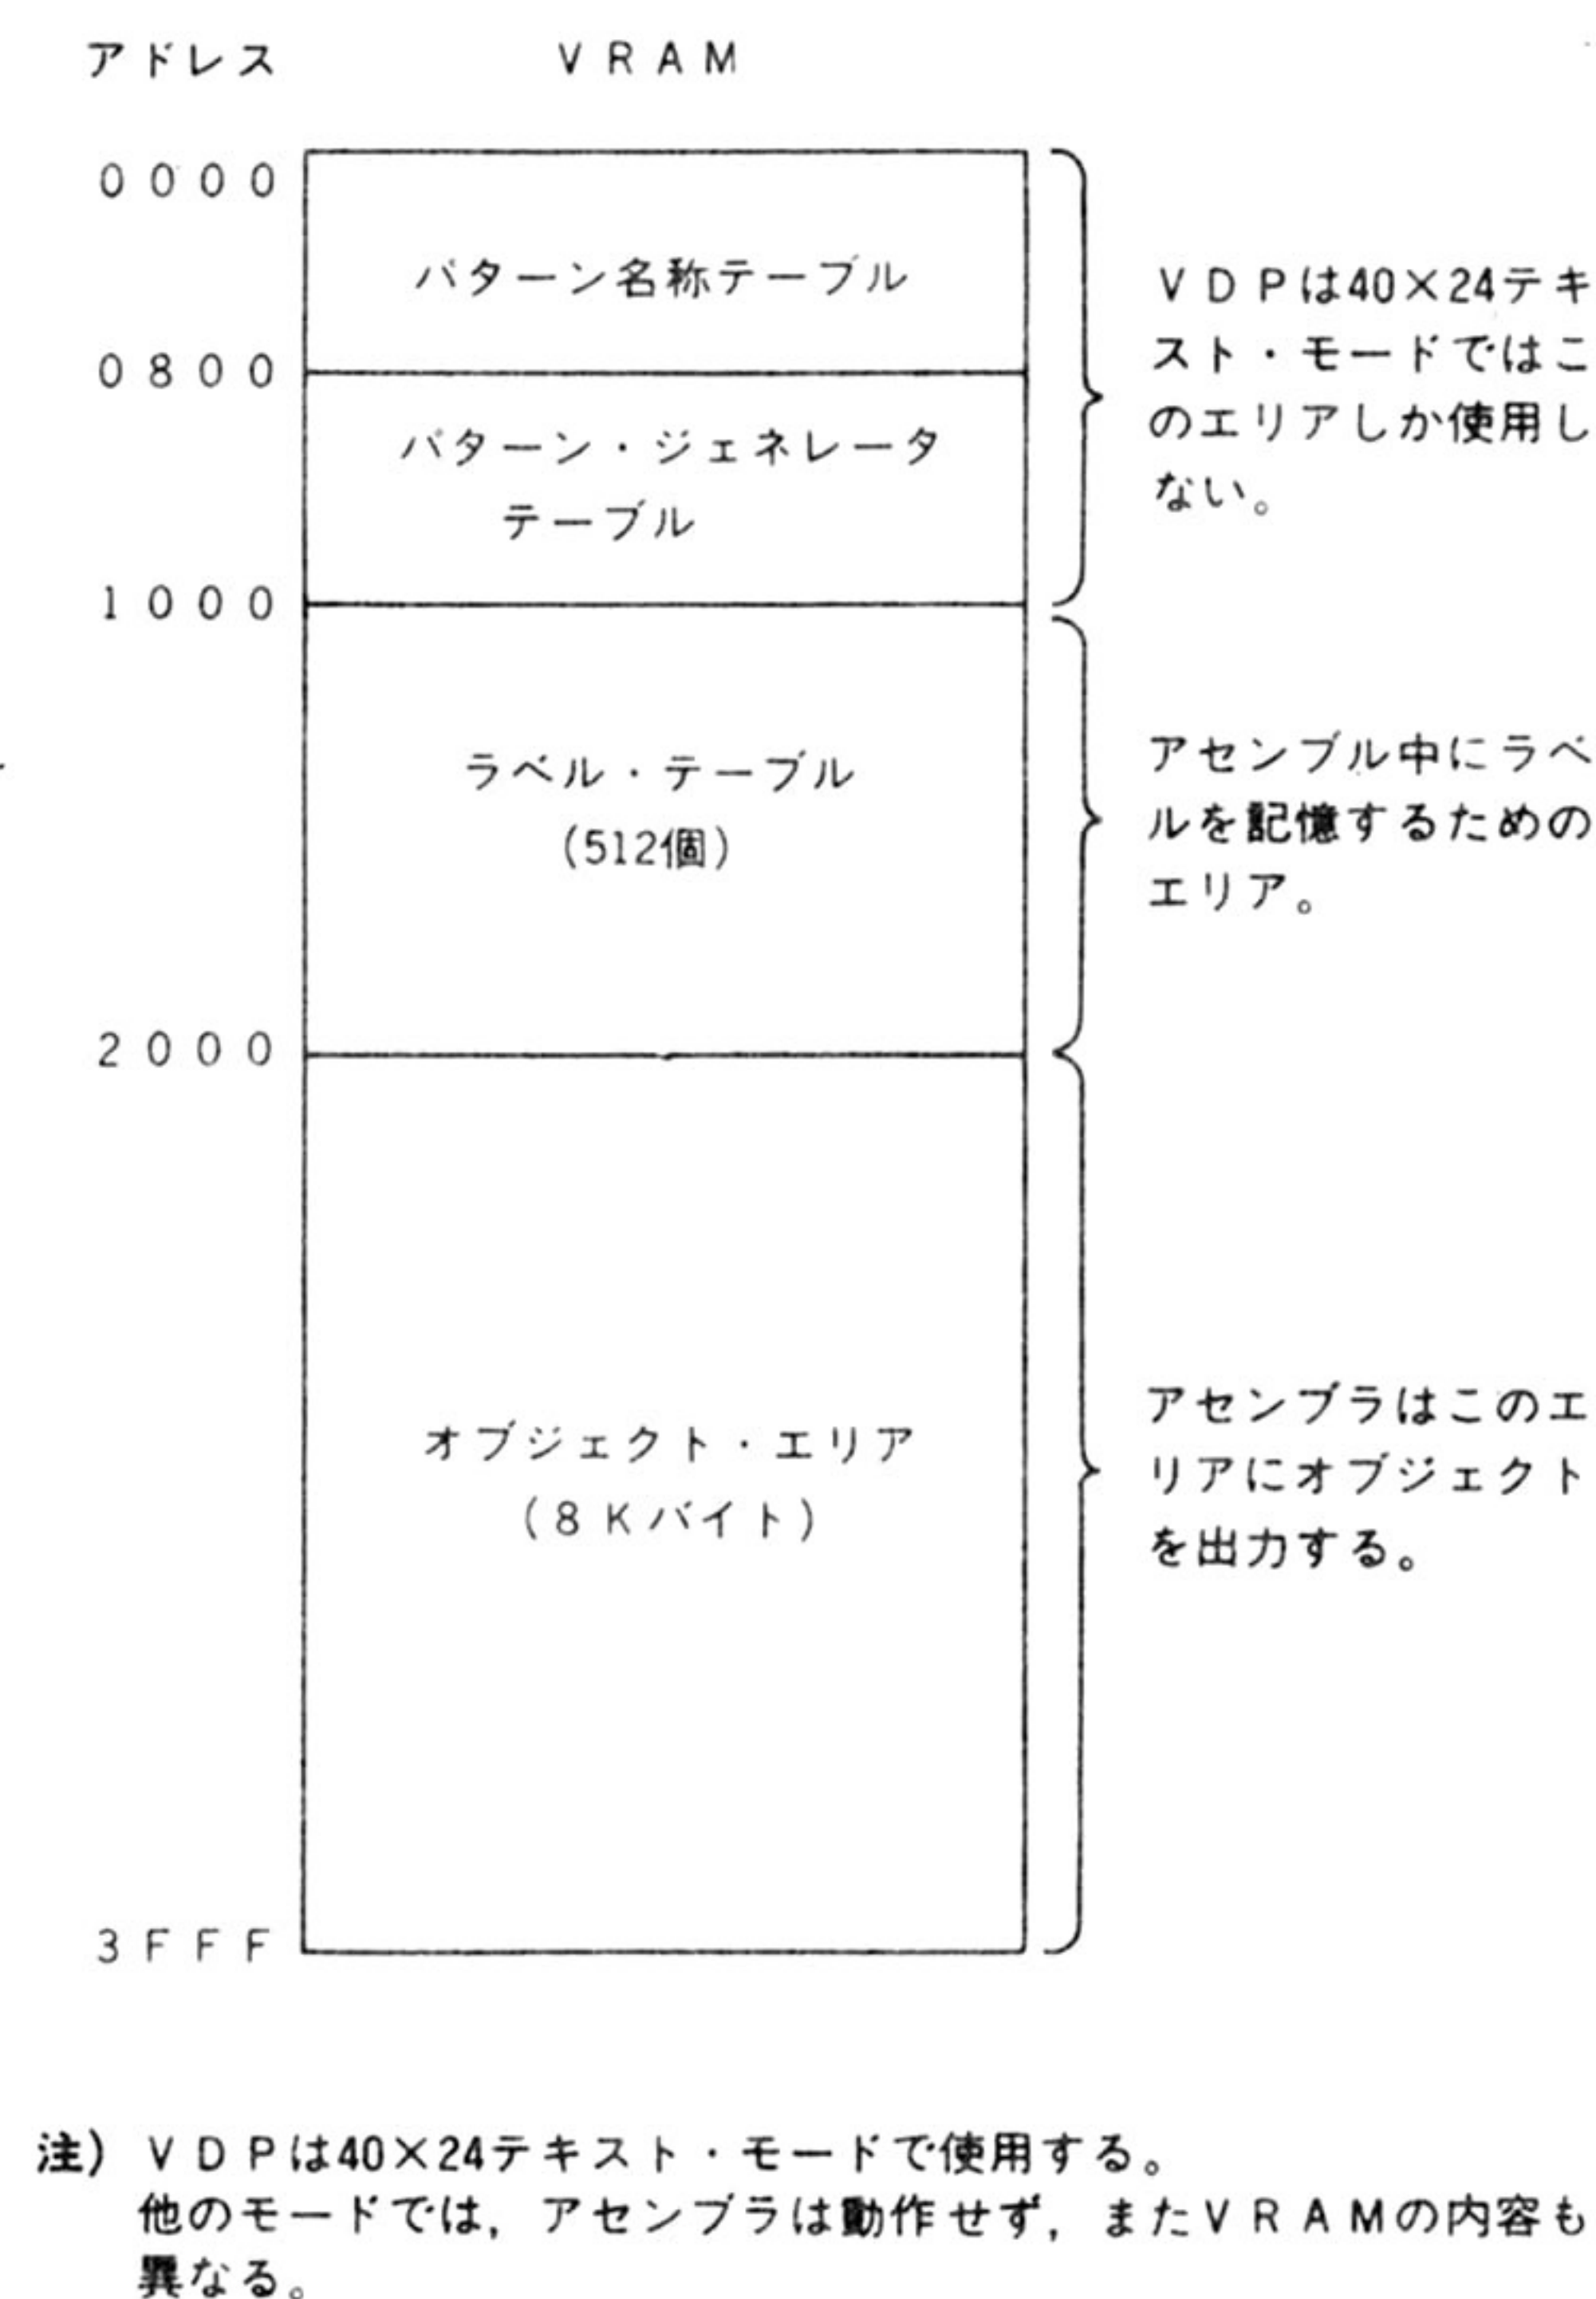 アドレス
ＶＲＡＭ
００００
パターン名称テーブル
０８００
パターン・ジェネレータ
テーブル
１０００
ＶＤＰは40×24テキ
スト・モードではこ
のエリアしか使用し
ない。
ラベル・テーブル
(512個)
アセンブル中にラベ
ルを記憶するための
エリア。
２０００
オブジェクト・エリア
(８Ｋバイト)
アセンブラはこのエ
リアにオブジェクト
を出力する。
３ＦＦＦ
注) ＶＤＰは40×24テキスト・モードで使用する。
他のモードでは，アセンブラは動作せず，またＶＲＡＭの内容も
異なる。